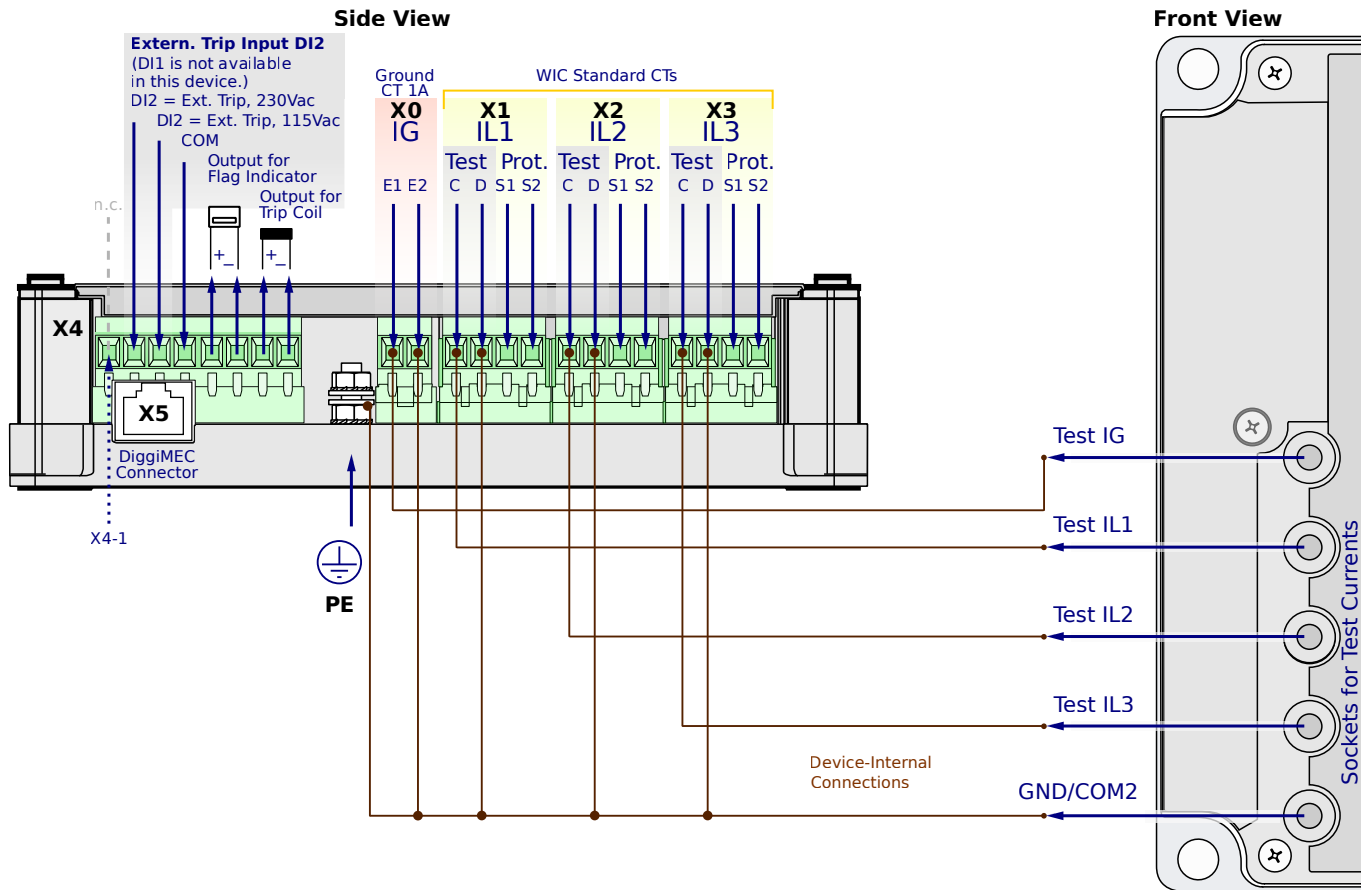 Side View
Front View
Extern. Trip Input DI2
(DI1 is not available
in this device.)
DI2 = Ext. Trip, 230Vac
DI2 = Ext. Trip, 115Vac
COM
Output for
Flag Indicator
Output for
Trip Coil
n.c.
+ −
+ −
Ground
CT 1A
WIC Standard CTs
X0 X1 X2 X3
IG IL1 IL2 IL3
Test Prot. Test Prot. Test Prot.
E1 E2 C D S1 S2 C D S1 S2 C D S1 S2
X4
X5
DiggiMEC
Connector
X4-1
PE
Test IG
Test IL1
Test IL2
Test IL3
Device-Internal
Connections
GND/COM2
Sockets for Test Currents